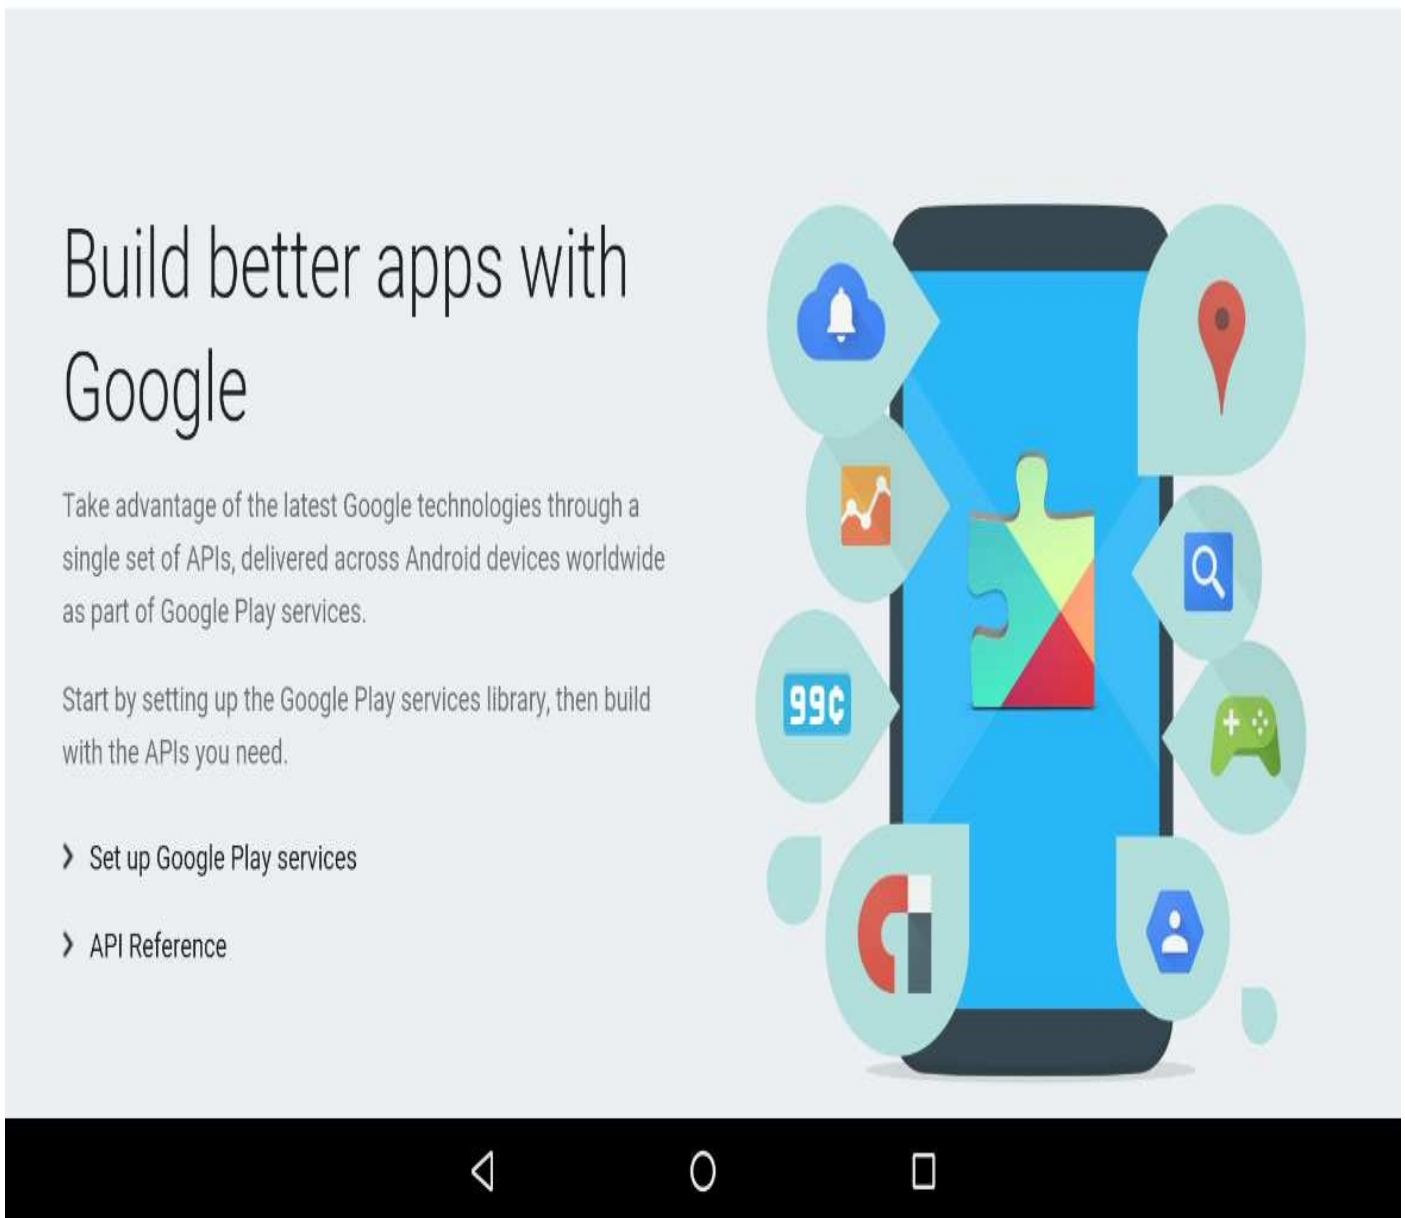 Build better apps with
Google
Take advantage of the latest Google technologies through a
single set of APIs, delivered across Android devices worldwide
as part of Google Play services.
Start by setting up the Google Play services library, then build
with the APIs you need.
Set up Google Play services
API Reference
99¢